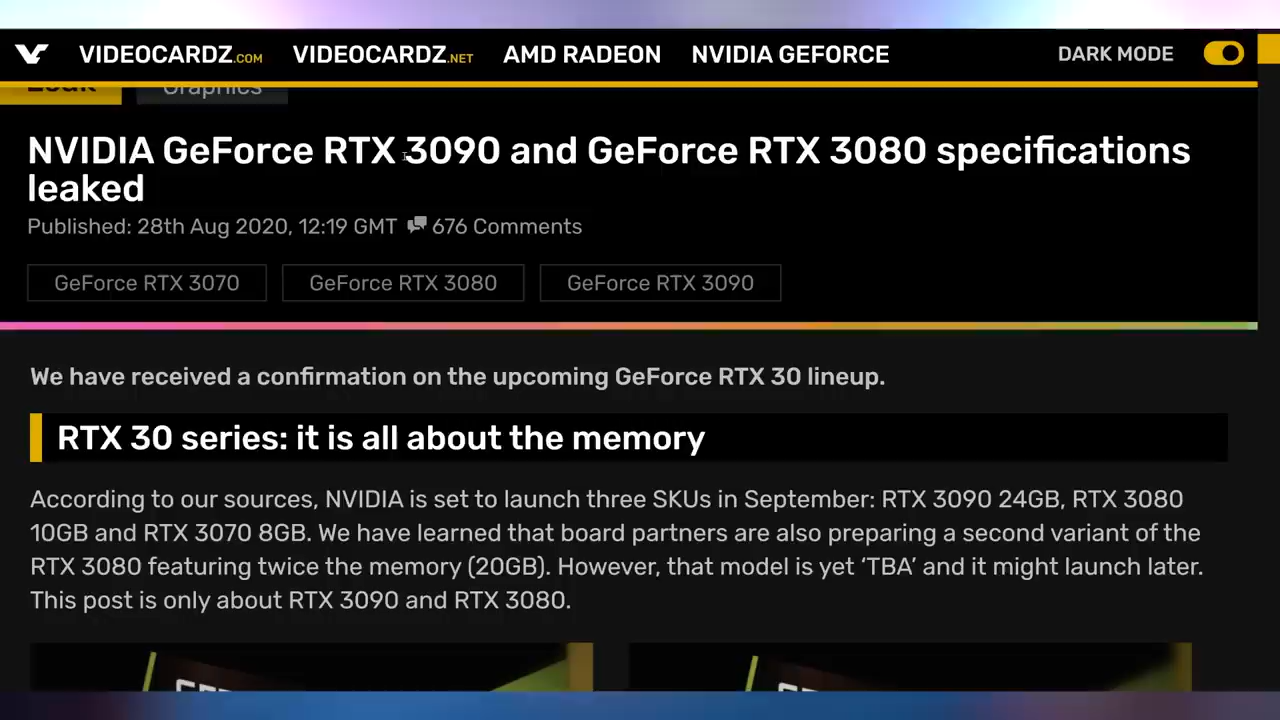 VIDEOCARDZ.COM VIDEOCARDZ.NET AMD RADEON NVIDIA GEFORCE DARK MODE
Leak Graphics
NVIDIA GeForce RTX 3090 and GeForce RTX 3080 specifications
leaked
Published: 28th Aug 2020, 12:19 GMT 676 Comments
GeForce RTX 3070 GeForce RTX 3080 GeForce RTX 3090
We have received a confirmation on the upcoming GeForce RTX 30 lineup.
RTX 30 series: it is all about the memory
According to our sources, NVIDIA is set to launch three SKUs in September: RTX 3090 24GB, RTX 3080
10GB and RTX 3070 8GB. We have learned that board partners are also preparing a second variant of the
RTX 3080 featuring twice the memory (20GB). However, that model is yet ‘TBA’ and it might launch later.
This post is only about RTX 3090 and RTX 3080.